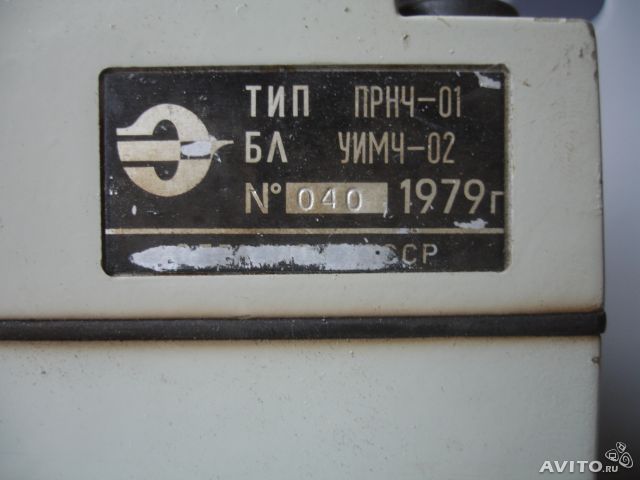 ТИП ПРНЧ-01
БЛ УИМЧ-02
№ 040 1979г
ССР
AVITO.ru